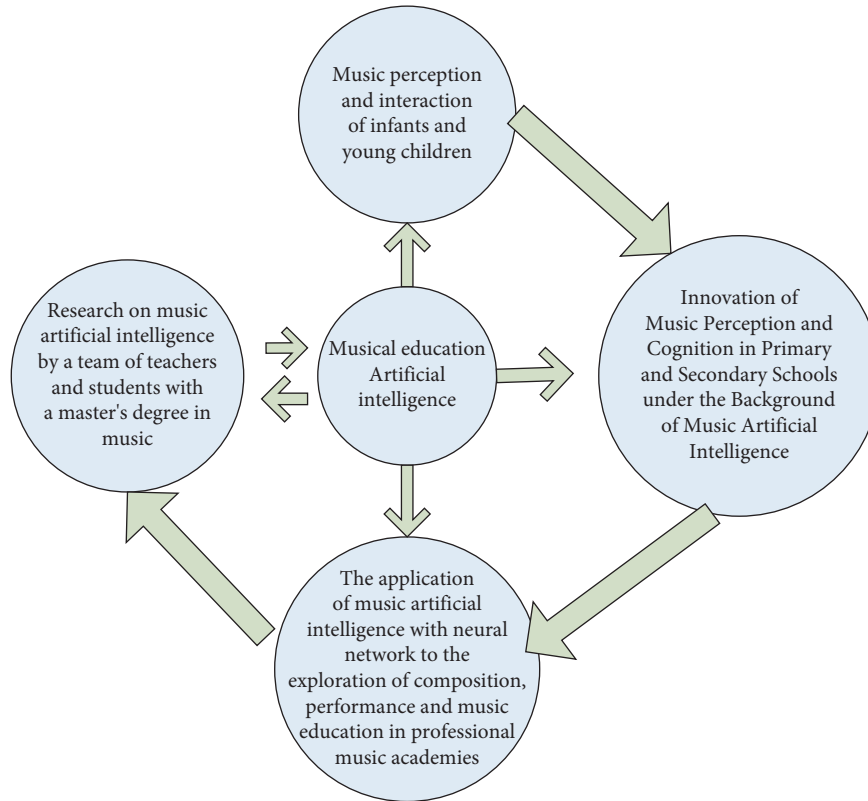 Music perception
and interaction
of infants and
young children
Research on music
artificial intelligence
by a team of teachers
and students with
a master's degree in
music
Musical education
Artificial
intelligence
Innovation of
Music Perception and
Cognition in Primary
and Secondary Schools
under the Background
of Music Artificial
Intelligence
The application
of music artificial
intelligence with neural
network to the
exploration of composition,
performance and music
education in professional
music academies